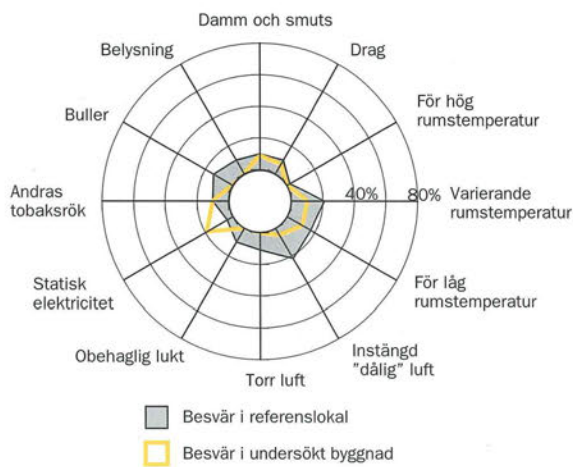 Damm och smuts
Belysning
Drag
Buller
För hög
rumstemperatur
Andras
tobaksrök
40%
80%
Varierande
rumstemperatur
Statisk
elektricitet
För låg
rumstemperatur
Obehaglig lukt
Instängd
"dålig" luft
Torr luft
Besvär i referenslokal
Besvär i undersökt byggnad